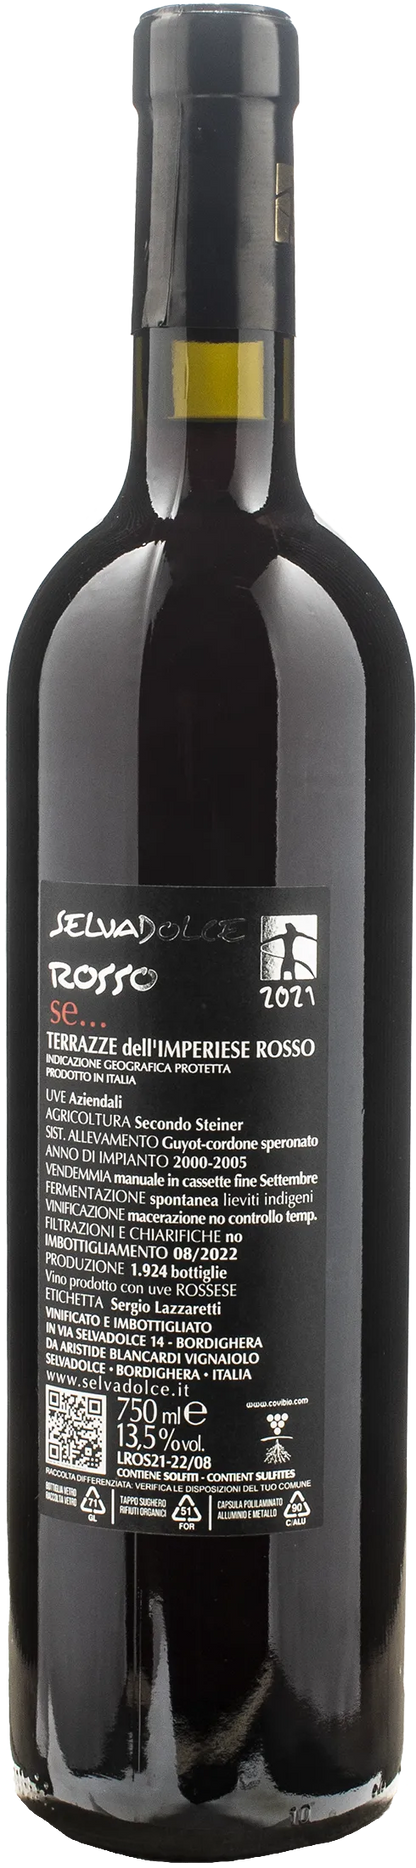 SELVADOLCE
ROSSO
2021
se...
TERRAZZE dell'IMPERIESE ROSSO
INDICAZIONE GEOGRAFICA PROTETTA
PRODOTTO IN ITALIA
UVE Aziendali
AGRICOLTURA Secondo Steiner
SIST. ALLEVAMENTO Guyot-cordone speronato
ANNO DI IMPIANTO 2000-2005
VENDEMMIA manuale in cassette fine Settembre
FERMENTAZIONE spontanea lieviti indigeni
VINIFICAZIONE macerazione no controllo temp.
FILTRAZIONI E CHIARIFICHE no
IMBOTTIGLIAMENTO 08/2022
PRODUZIONE 1.924 bottiglie
Vino prodotto con uve ROSSESE
ETICHETTA Sergio Lazzaretti
VINIFICATO E IMBOTTIGLIATO
IN VIA SELVADOLCE 14 - BORDIGHERA
DA ARISTIDE BLANCARDI VIGNAIOLO
SELVADOLCE • BORDIGHERA • ITALIA
www.selvadolce.it
750 ml e
www.covibio.com
13,5%vol.
LROS21-22/08
CONTIENE SOLFITI - CONTIENT SULFITES
RACCOLTA DIFFERENZIATA: VERIFICA LE DISPOSIZIONI DEL TUO COMUNE
BOTTIGLIA VETRO
RACCOLTA VETRO
71
GL
TAPPO SUGHERO
RIFIUTI ORGANICI
51
FOR
CAPSULA POLILAMINATO
ALLUMINIO E METALLO
90
C/ALU
10